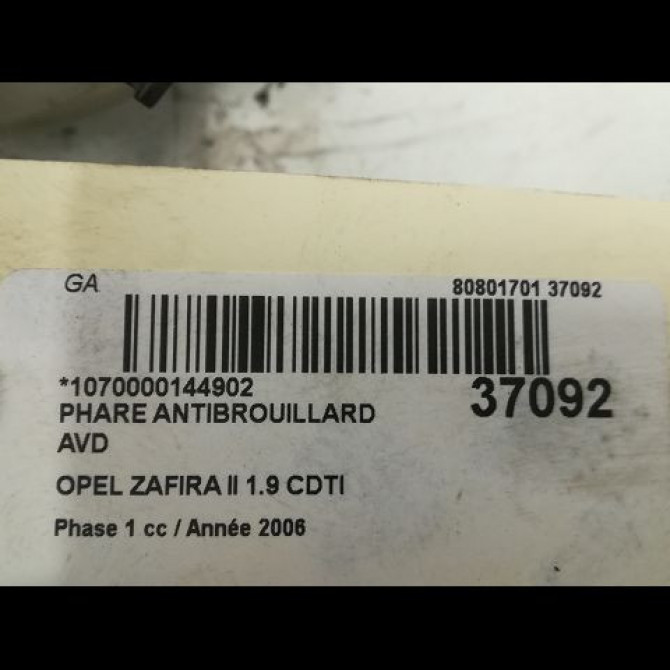 GA 80801701 37092
*1070000144902 37092
PHARE ANTIBROUILLARD
AVD
OPEL ZAFIRA II 1.9 CDTI
Phase 1 cc / Année 2006